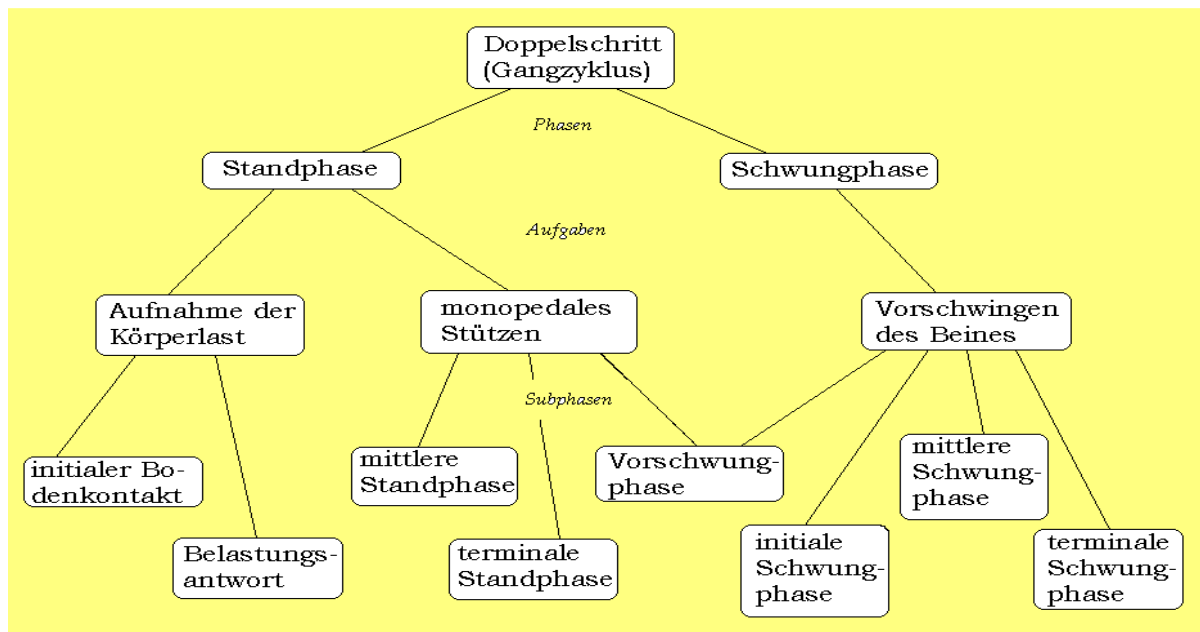 Doppelschritt
(Gangzyklus)
Phasen
Standphase
Schwungphase
Aufgaben
Aufnahme der
Körperlast
monopedales
Stützen
Vorschwingen
des Beines
Subphasen
initialer Bo-
denkontakt
Belastungs-
antwort
mittlere
Standphase
terminale
Standphase
Vorschwung-
phase
initiale
Schwung-
phase
mittlere
Schwung-
phase
terminale
Schwung-
phase